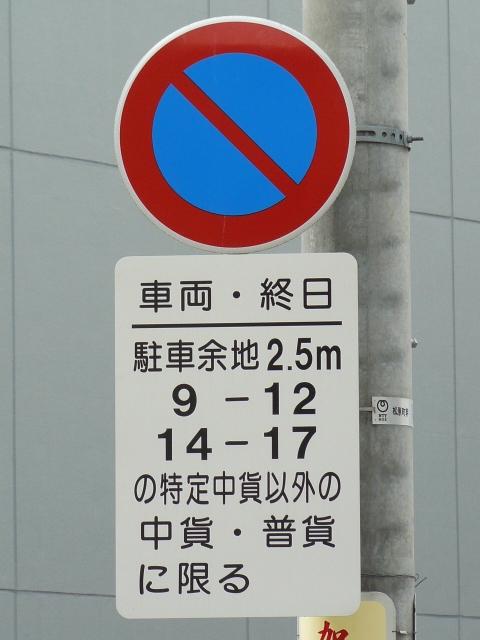 車両・終日
駐車余地2.5m
9－12
14－17
の特定中貨以外の
中貨・普貨
に限る